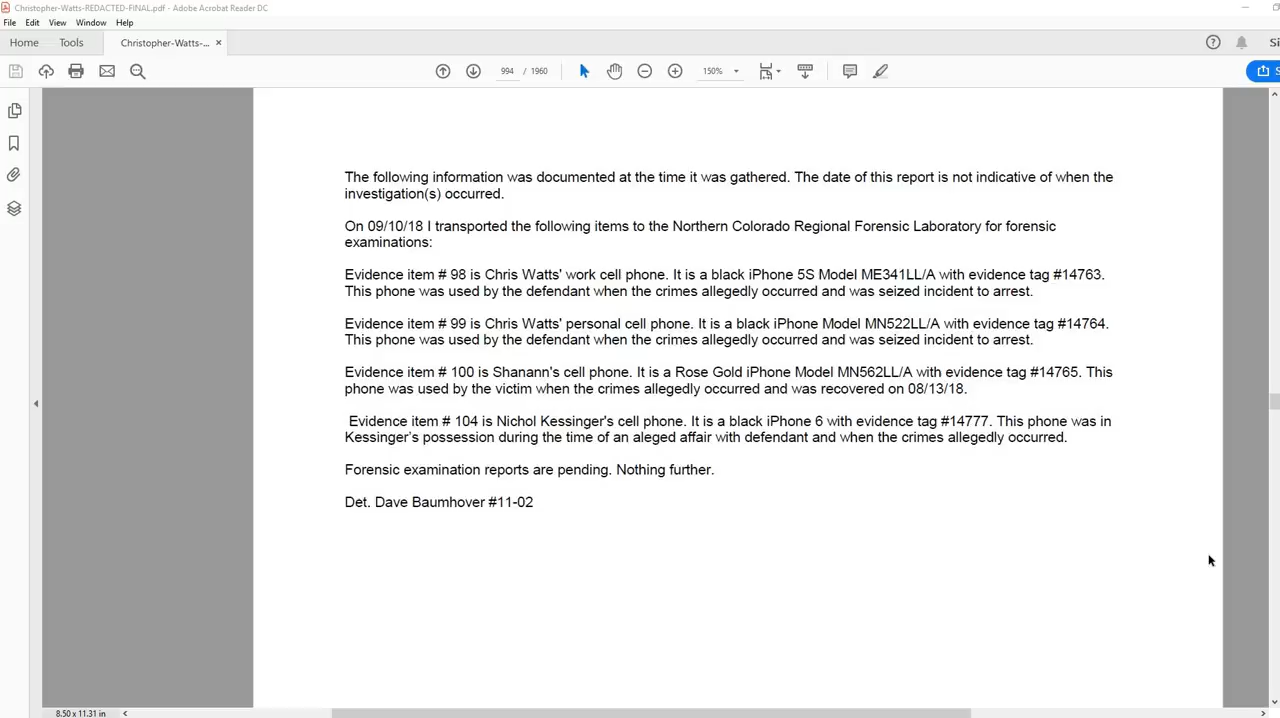 Christopher-Watts-REDACTED-FINAL.pdf - Adobe Acrobat Reader DC
File Edit View Window Help
Home Tools Christopher-Watts-... ×
994 / 1960 150%
The following information was documented at the time it was gathered. The date of this report is not indicative of when the
investigation(s) occurred.
On 09/10/18 I transported the following items to the Northern Colorado Regional Forensic Laboratory for forensic
examinations:
Evidence item # 98 is Chris Watts' work cell phone. It is a black iPhone 5S Model ME341LL/A with evidence tag #14763.
This phone was used by the defendant when the crimes allegedly occurred and was seized incident to arrest.
Evidence item # 99 is Chris Watts' personal cell phone. It is a black iPhone Model MN522LL/A with evidence tag #14764.
This phone was used by the defendant when the crimes allegedly occurred and was seized incident to arrest.
Evidence item # 100 is Shanann's cell phone. It is a Rose Gold iPhone Model MN562LL/A with evidence tag #14765. This
phone was used by the victim when the crimes allegedly occurred and was recovered on 08/13/18.
Evidence item # 104 is Nichol Kessinger's cell phone. It is a black iPhone 6 with evidence tag #14777. This phone was in
Kessinger's possession during the time of an aleged affair with defendant and when the crimes allegedly occurred.
Forensic examination reports are pending. Nothing further.
Det. Dave Baumhover #11-02
8.50 x 11.31 in